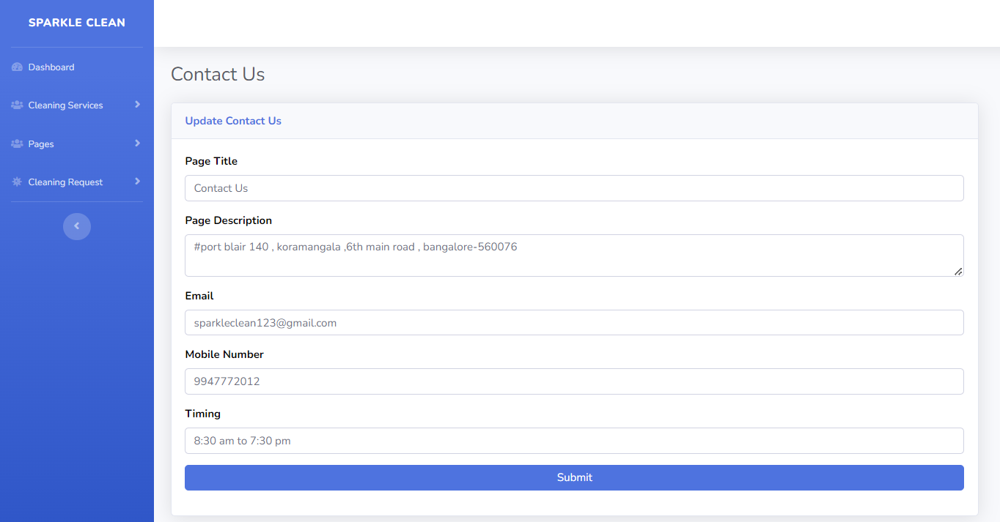 SPARKLE CLEAN
Dashboard
Cleaning Services
Pages
Cleaning Request
Contact Us
Update Contact Us
Page Title
Contact Us
Page Description
#port blair 140 , koramangala ,6th main road , bangalore-560076
Email
sparkleclean123@gmail.com
Mobile Number
9947772012
Timing
8:30 am to 7:30 pm
Submit